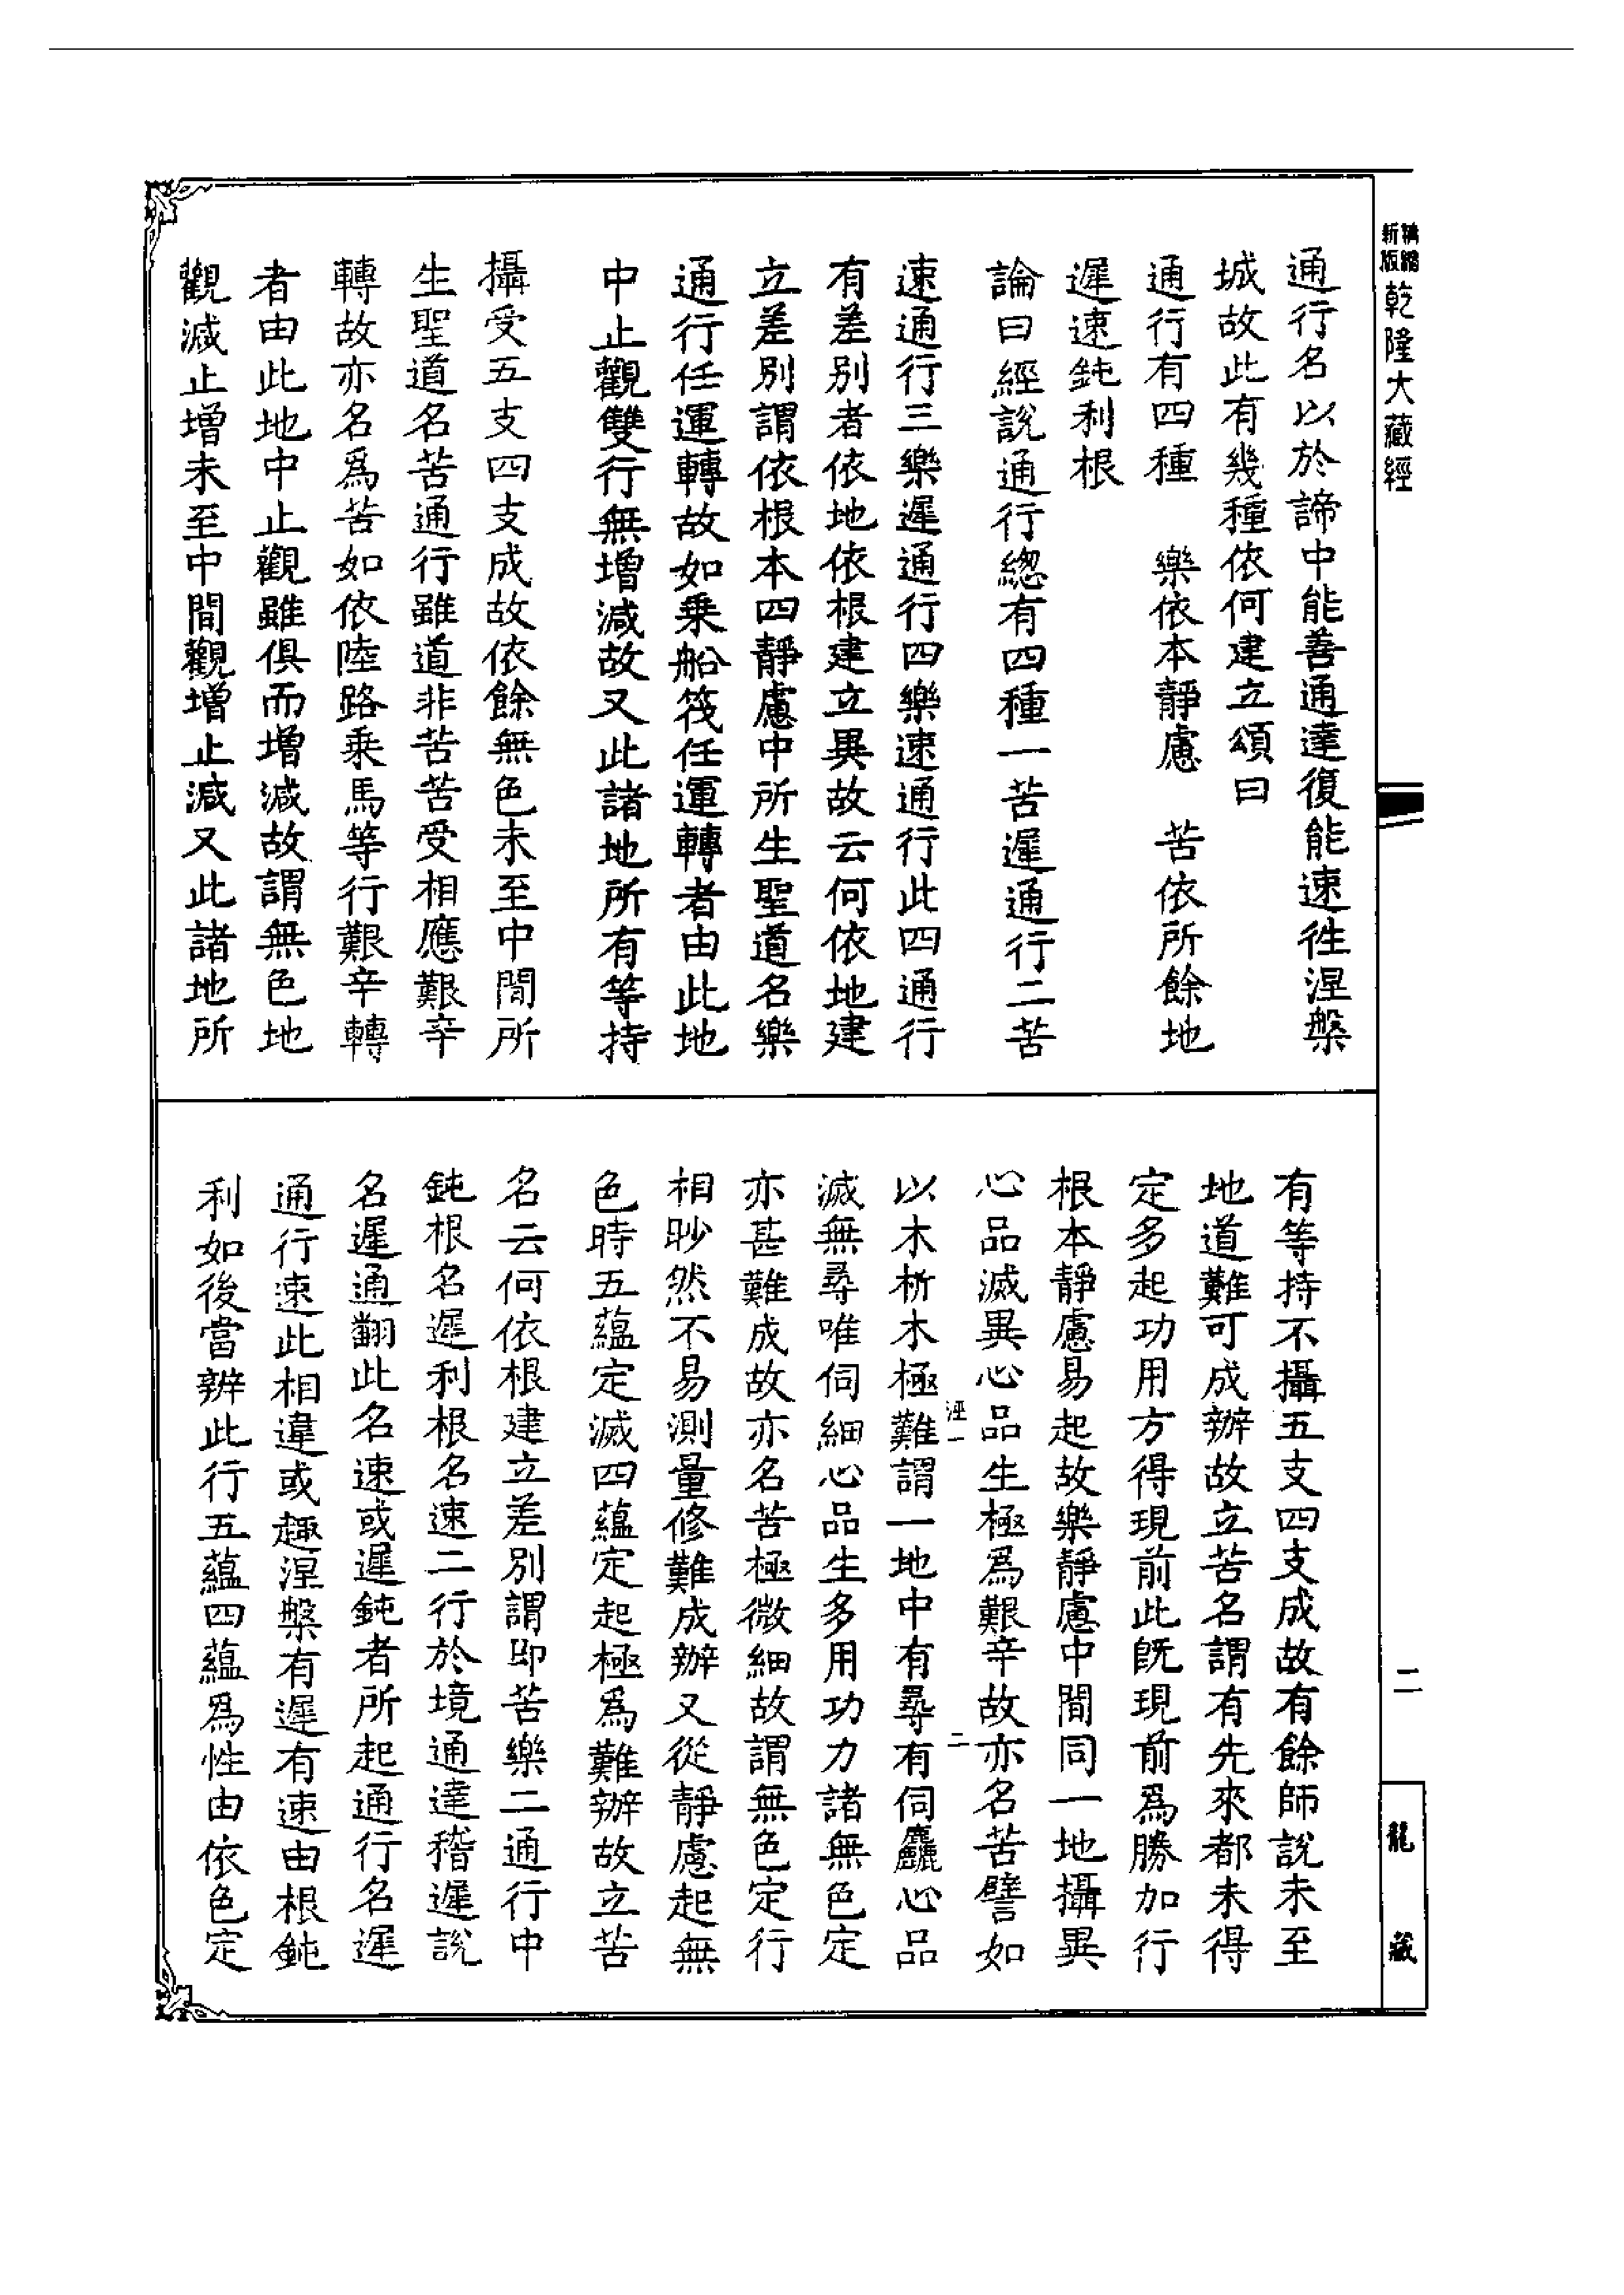 新版
精縮
乾隆大藏經
通行名以於諦中能善通達復能速徃涅槃
城故此有幾種依何建立頌曰
通行有四種 樂依本靜慮 苦依所餘地
遲速鈍利根
論曰經說通行總有四種一苦遲通行二苦
速通行三樂遲通行四樂速通行此四通行
有差別者依地依根建立異故云何依地建
立差別謂依根本四靜慮中所生聖道名樂
通行任運轉故如乘船筏任運轉者由此地
中止觀雙行無增減故又此諸地所有等持
攝受五支四支成故依餘無色未至中間所
生聖道名苦通行雖道非苦苦受相應艱辛
轉故亦名爲苦如依陸路乘馬等行艱辛轉
者由此地中止觀雖俱而增減故謂無色地
觀減止增未至中間觀增止減又此諸地所
有等持不攝五支四支成故有餘師說未至
地道難可成辦故立苦名謂有先來都未得
定多起功用方得現前此既現前爲勝加行
根本靜慮易起故樂靜慮中間同一地攝異
心品滅異心品生極爲艱辛故亦名苦譬如
以木析木極難謂一地中有尋有伺麤心品
滅無尋唯伺細心品生多用功力諸無色定
亦甚難成故亦名苦極微細故謂無色定行
相眇然不易測量修難成辦又從靜慮起無
色時五蘊定滅四蘊定起極爲難辦故立苦
名云何依根建立差別謂即苦樂二通行中
鈍根名遲利根名速二行於境通達稽遲說
名遲通翻此名速或遲鈍者所起通行名遲
通行速此相違或趣涅槃有遲有速由根鈍
利如後當辨此行五蘊四蘊爲性由依色定
二
龍藏